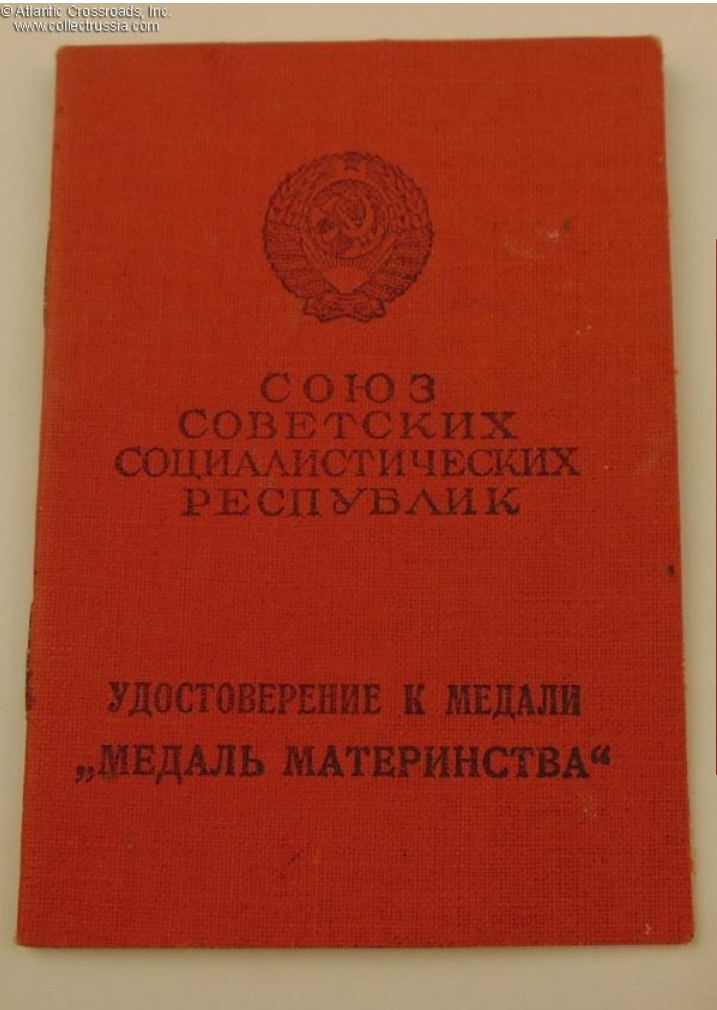 © Atlantic Crossroads, Inc.
www.collectrussia.com
СОЮЗ
СОВЕТСКИХ
СОЦИАЛИСТИЧЕСКИХ
РЕСПУБЛИК
УДОСТОВЕРЕНИЕ К МЕДАЛИ
„МЕДАЛЬ МАТЕРИНСТВА“